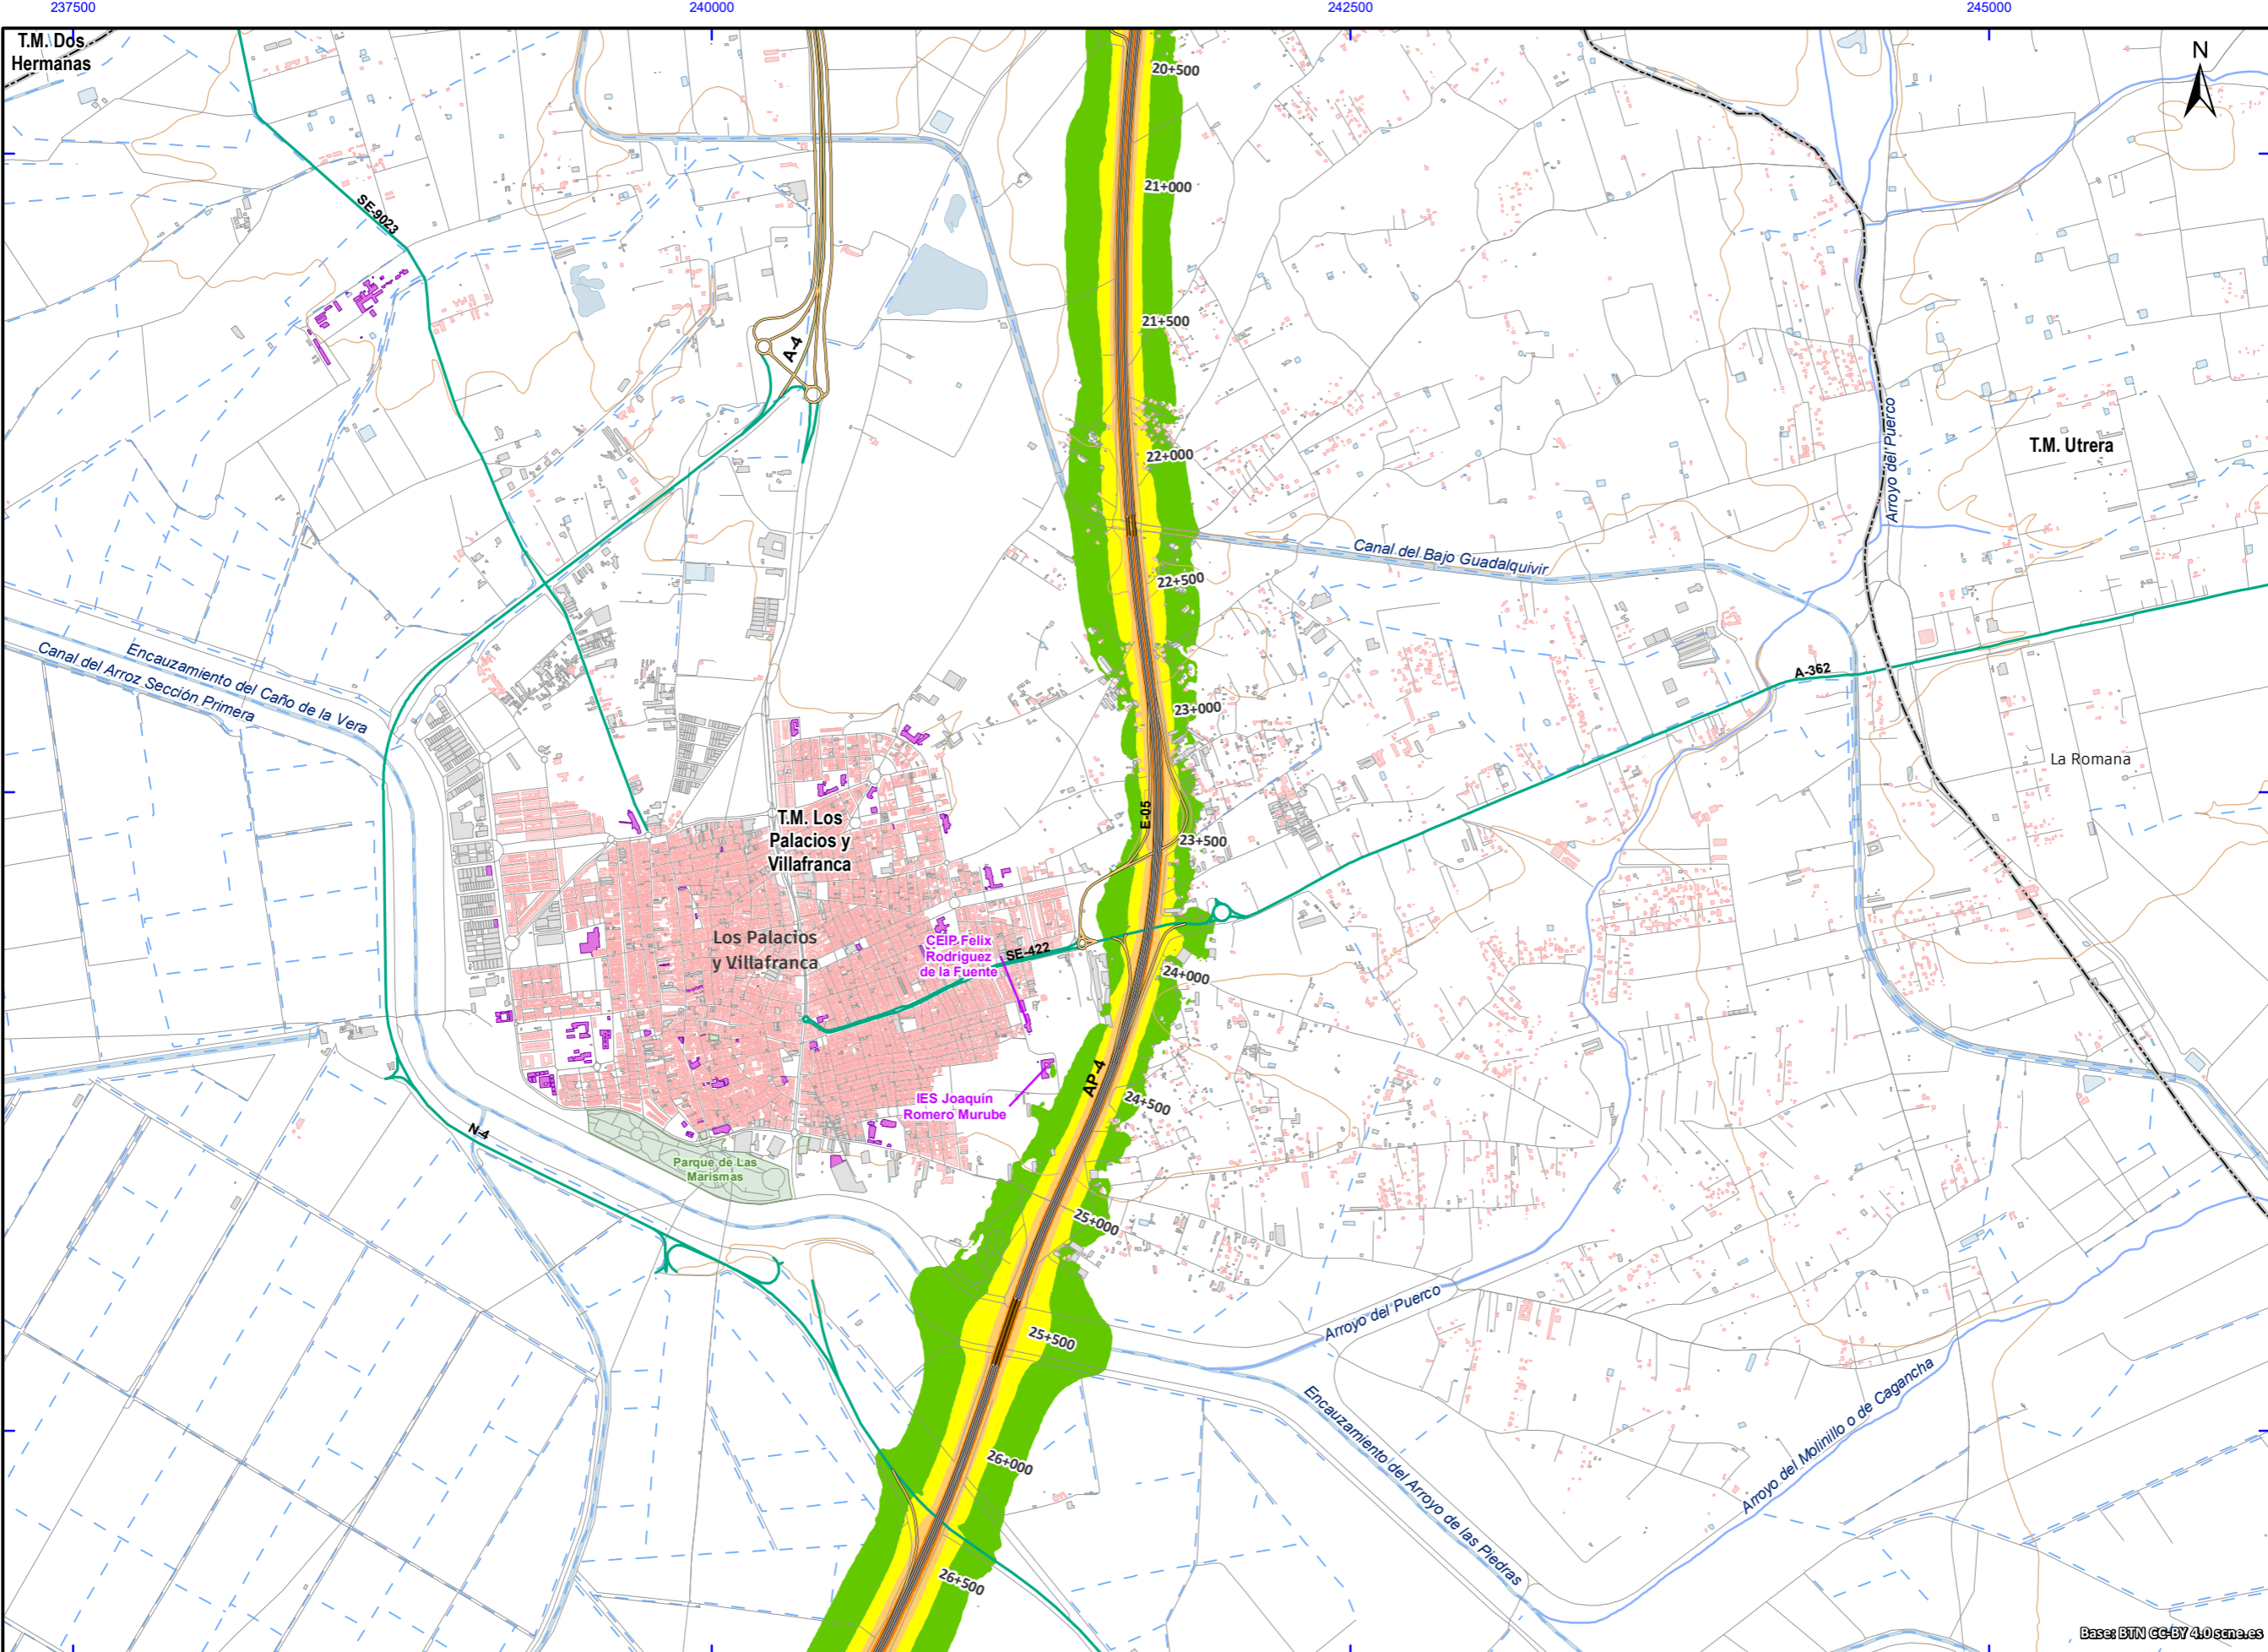 237500
240000
242500
245000
T.M. Dos
Hermanas
N
20+500
21+000
SE-9023
21+500
A-4
22+000
T.M. Utrera
Arroyo del Puerco
Canal del Bajo Guadalquivir
22+500
Encauzamiento del Caño de la Vera
Canal del Arroz Sección Primera
A-362
23+000
La Romana
E-05
T.M. Los
Palacios y
Villafranca
23+500
Los Palacios
y Villafranca
CEIP Felix
Rodriguez
de la Fuente
SE-422
24+000
AP-4
IES Joaquín
Romero Murube
24+500
N-4
Parque de Las
Marismas
25+000
Arroyo del Puerco
25+500
Encauzamiento del Arroyo de las Piedras
Arroyo del Molinillo o de Cagancha
26+000
26+500
Base: BTN CC-BY 4.0 scne.es